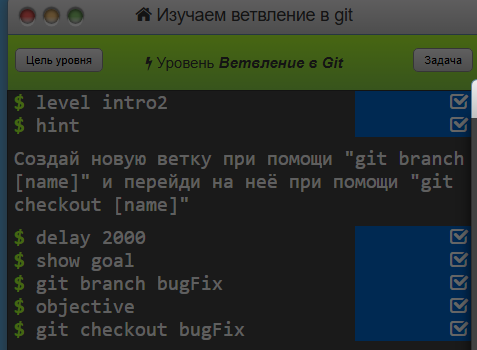 Изучаем ветвление в git
Цель уровня
Уровень Ветвление в Git
Задача
$ level intro2
$ hint
Создай новую ветку при помощи "git branch
[name]" и перейди на неё при помощи "git
checkout [name]"
$ delay 2000
$ show goal
$ git branch bugFix
$ objective
$ git checkout bugFix